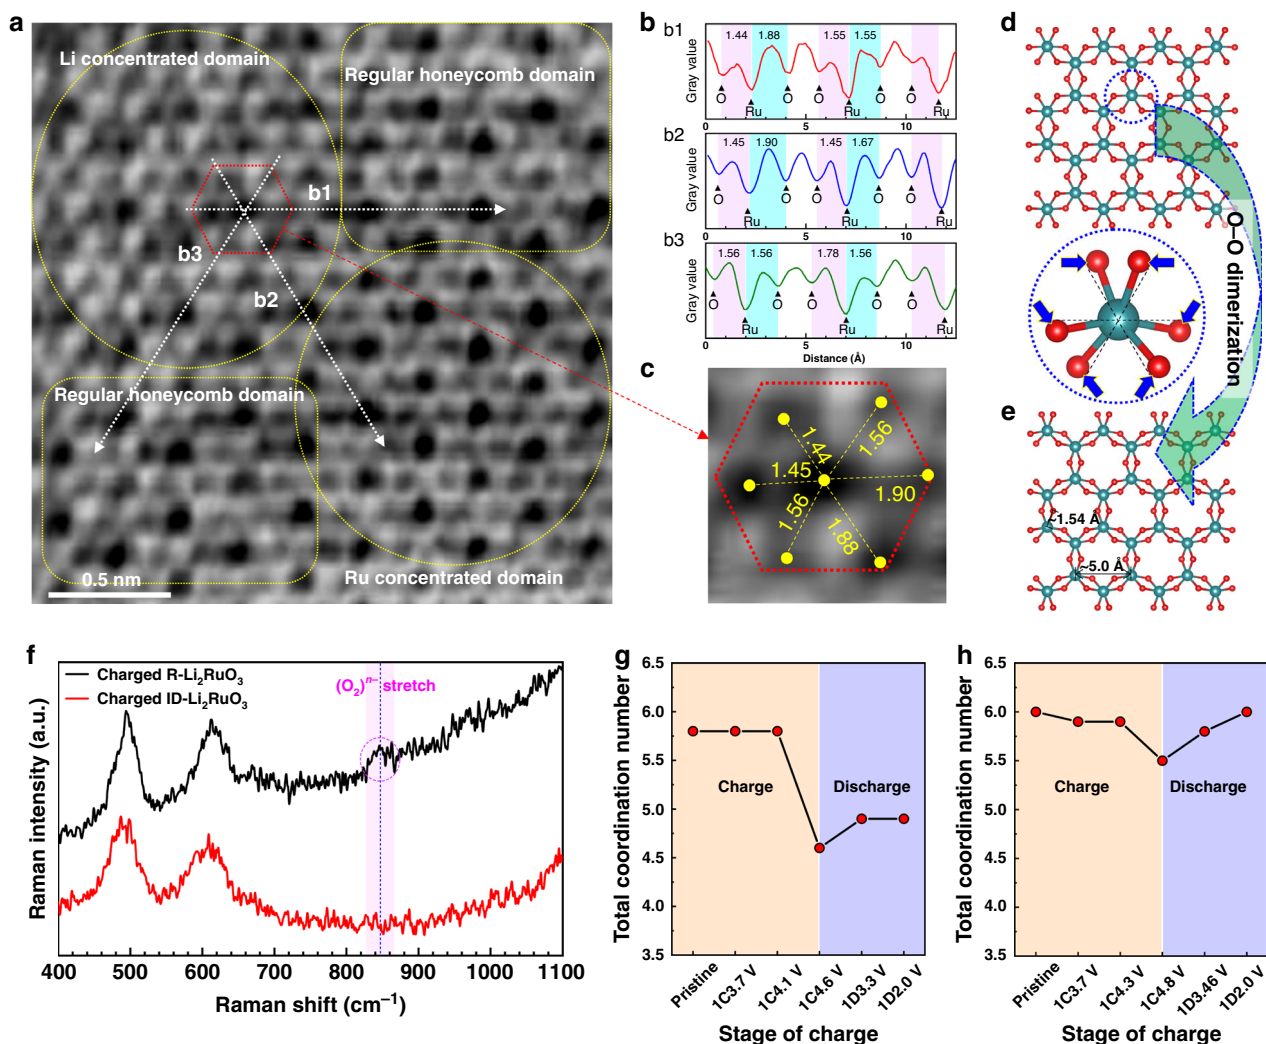 a
Li concentrated domain
Regular honeycomb domain
b1
b3
b2
Regular honeycomb domain
Ru concentrated domain
0.5 nm
b
b1
Gray value
1.44
1.88
1.55
1.55
O
Ru
O
O
Ru
O
O
Ru
0
5
10
b2
Gray value
1.45
1.90
1.45
1.67
O
Ru
O
O
Ru
O
O
Ru
0
5
10
b3
Gray value
1.56
1.56
1.78
1.56
O
Ru
O
O
Ru
O
O
Ru
0
5
10
Distance (Å)
c
1.44
1.56
1.45
1.90
1.56
1.88
d
O–O dimerization
e
~1.54 Å
~5.0 Å
f
Charged R-Li₂RuO₃
Charged ID-Li₂RuO₃
(O₂)ⁿ⁻ stretch
Raman intensity (a.u.)
400
500
600
700
800
900
1000
1100
Raman shift (cm⁻¹)
g
Total coordination number
6.5
6.0
5.5
5.0
4.5
4.0
3.5
Charge
Discharge
Pristine
1C3.7 V
1C4.1 V
1C4.6 V
1D3.3 V
1D2.0 V
Stage of charge
h
Total coordination number
6.5
6.0
5.5
5.0
4.5
4.0
3.5
Charge
Discharge
Pristine
1C3.7 V
1C4.3 V
1C4.8 V
1D3.46 V
1D2.0 V
Stage of charge